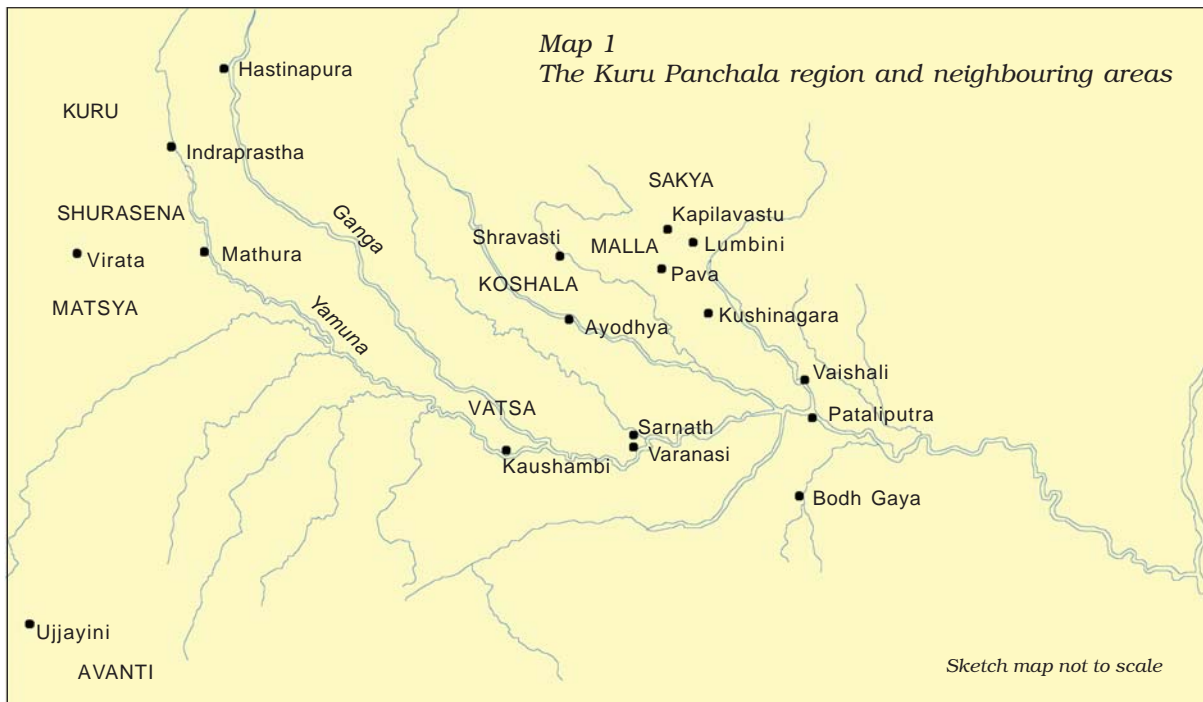 Map 1
The Kuru Panchala region and neighbouring areas
Hastinapura
KURU
Indraprastha
SAKYA
Kapilavastu
SHURASENA
Ganga
Shravasti
MALLA
Lumbini
Virata
Mathura
Pava
KOSHALA
MATSYA
Yamuna
Ayodhya
Kushinagara
Vaishali
VATSA
Pataliputra
Sarnath
Kaushambi
Varanasi
Bodh Gaya
Ujjayini
AVANTI
Sketch map not to scale